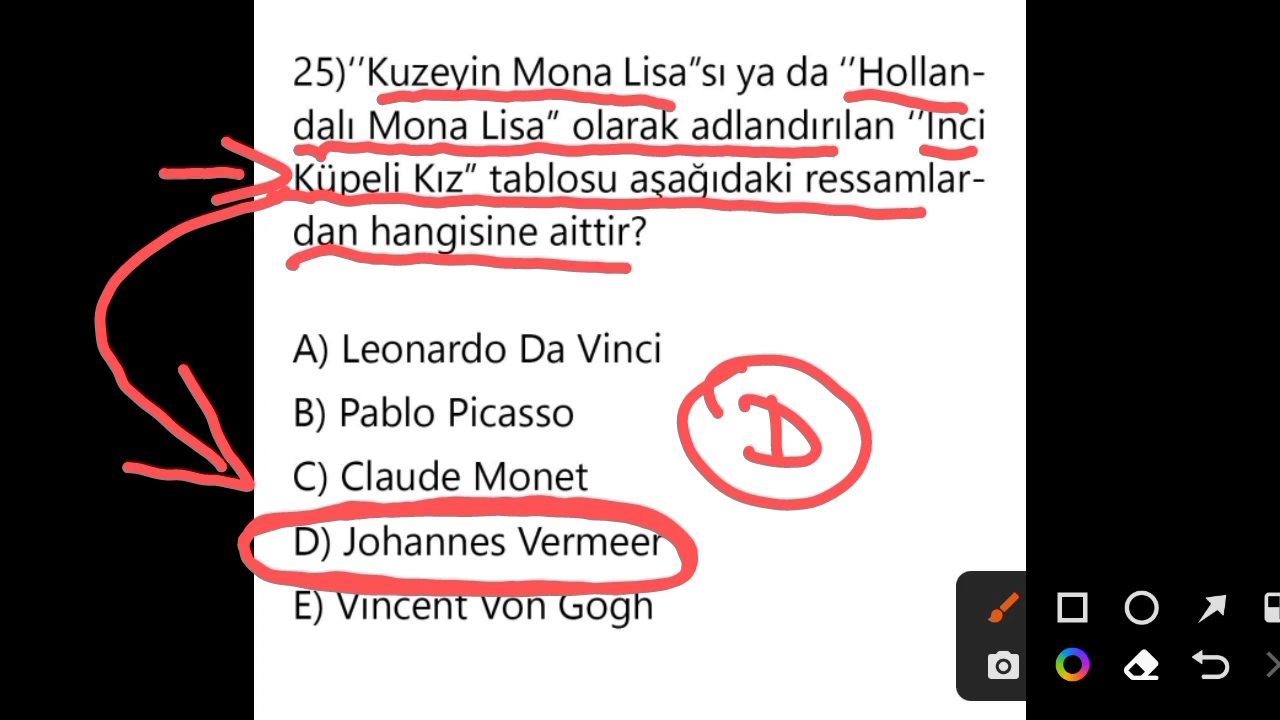 25)''Kuzeyin Mona Lisa"sı ya da ''Hollan-
dalı Mona Lisa" olarak adlandırılan ''İnci
Küpeli Kız" tablosu aşağıdaki ressamlar-
dan hangisine aittir?
A) Leonardo Da Vinci
B) Pablo Picasso
C) Claude Monet
D
D) Johannes Vermeer
E) Vincent Von Gogh